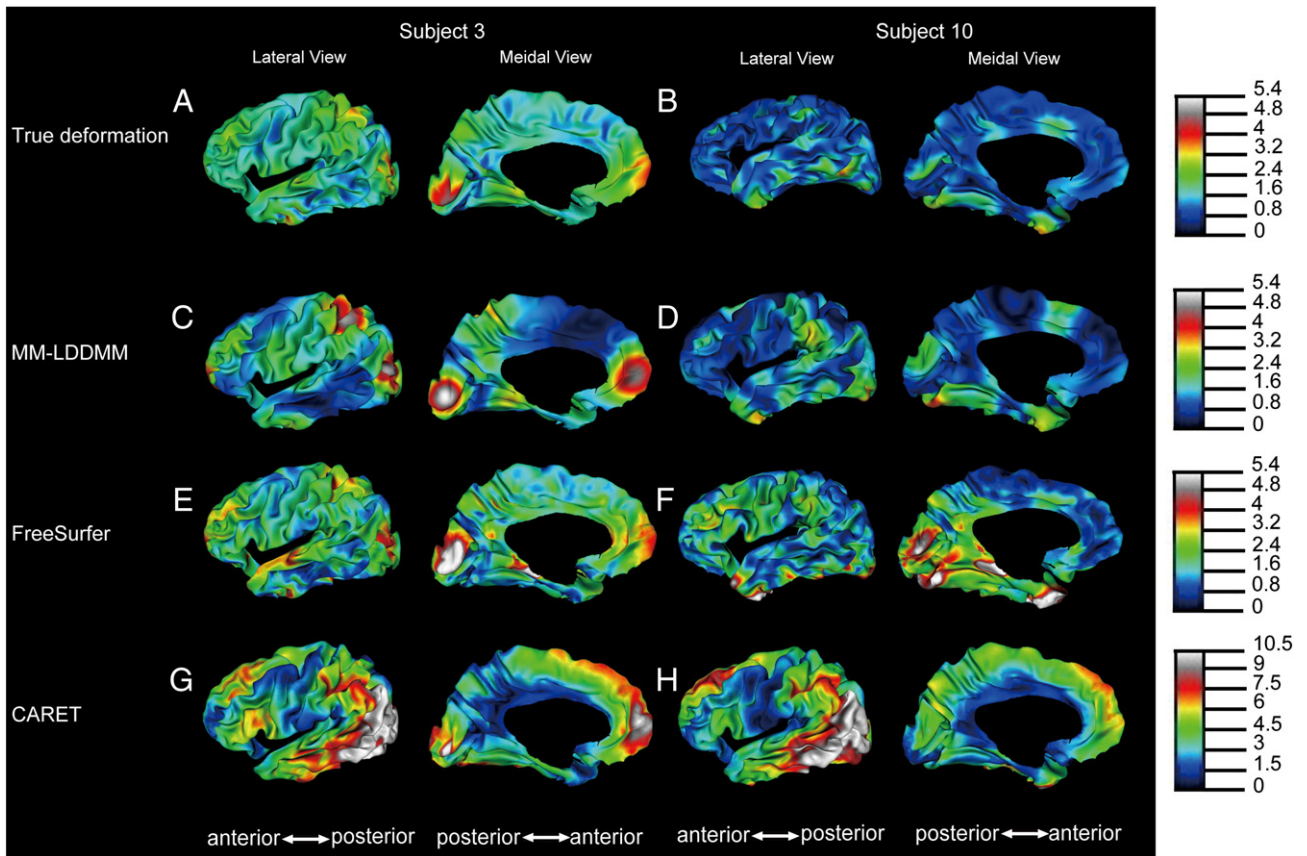 Subject 3 Subject 10
Lateral View Meidal View Lateral View Meidal View
A B
True deformation
5.4
4.8
4
3.2
2.4
1.6
0.8
0
C D
MM-LDDMM
5.4
4.8
4
3.2
2.4
1.6
0.8
0
E F
FreeSurfer
5.4
4.8
4
3.2
2.4
1.6
0.8
0
G H
CARET
10.5
9
7.5
6
4.5
3
1.5
0
anterior posterior posterior anterior anterior posterior posterior anterior